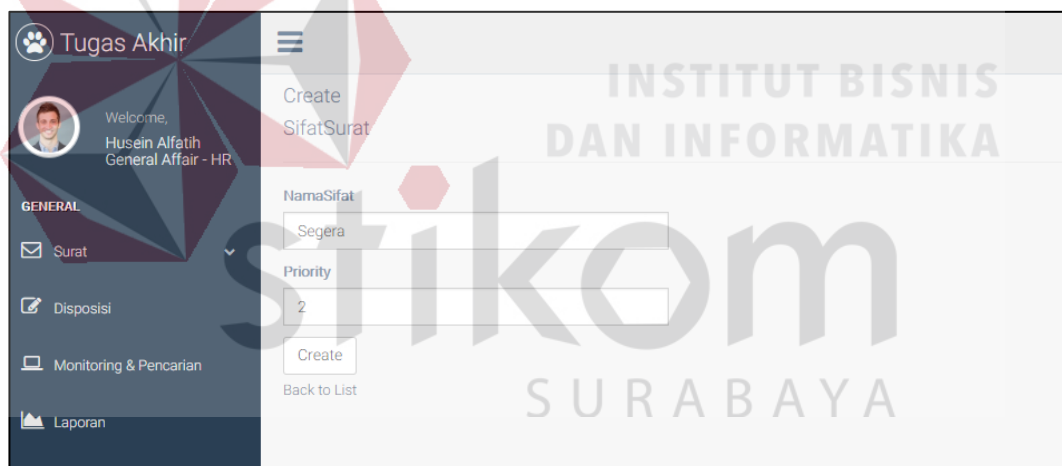 Tugas Akhir
Welcome,
Husein Alfatih
General Affair - HR
GENERAL
Surat
Disposisi
Monitoring & Pencarian
Laporan
Create
SifatSurat
NamaSifat
Segera
Priority
2
Create
Back to List
INSTITUT BISNIS
DAN INFORMATIKA
stikom
SURABAYA